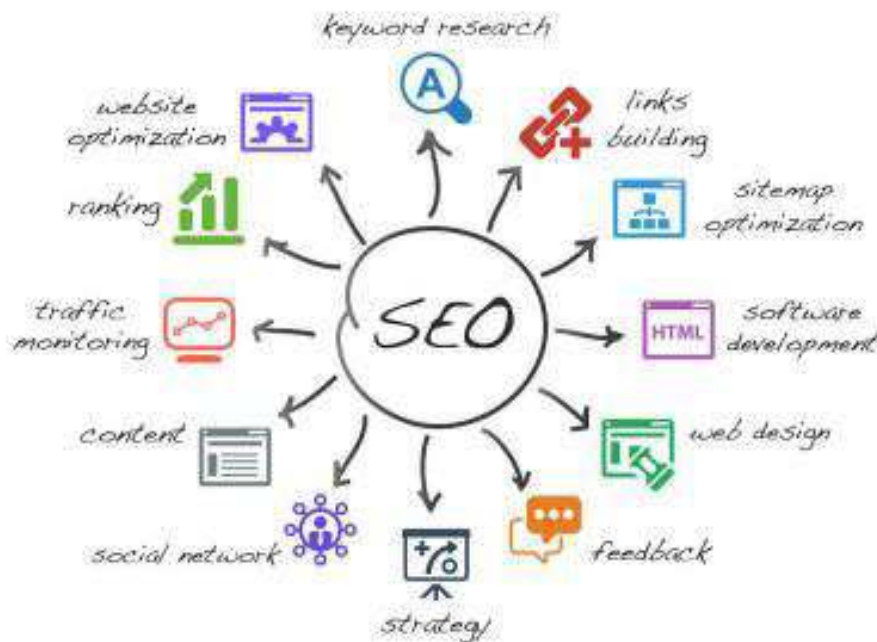 keyword research
A
links
building
sitemap
optimization
HTML
software
development
web design
feedback
strategy
social network
content
traffic
monitoring
ranking
website
optimization
SEO